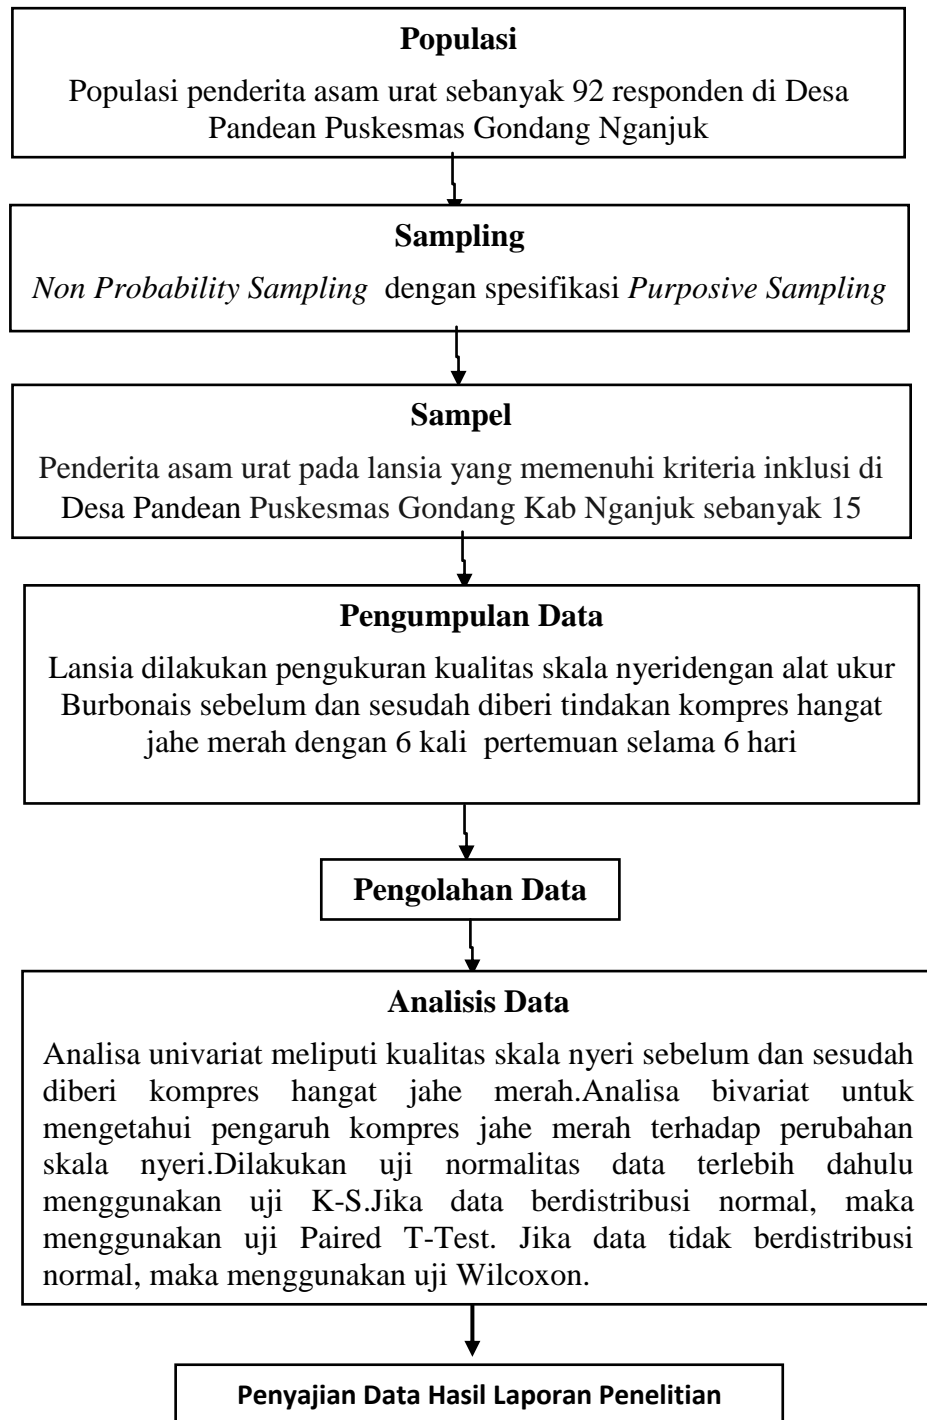 Populasi
Populasi penderita asam urat sebanyak 92 responden di Desa
Pandean Puskesmas Gondang Nganjuk
Sampling
Non Probability Sampling dengan spesifikasi Purposive Sampling
Sampel
Penderita asam urat pada lansia yang memenuhi kriteria inklusi di
Desa Pandean Puskesmas Gondang Kab Nganjuk sebanyak 15
Pengumpulan Data
Lansia dilakukan pengukuran kualitas skala nyeridengan alat ukur
Burbonais sebelum dan sesudah diberi tindakan kompres hangat
jahe merah dengan 6 kali pertemuan selama 6 hari
Pengolahan Data
Analisis Data
Analisa univariat meliputi kualitas skala nyeri sebelum dan sesudah
diberi kompres hangat jahe merah.Analisa bivariat untuk
mengetahui pengaruh kompres jahe merah terhadap perubahan
skala nyeri.Dilakukan uji normalitas data terlebih dahulu
menggunakan uji K-S.Jika data berdistribusi normal, maka
menggunakan uji Paired T-Test. Jika data tidak berdistribusi
normal, maka menggunakan uji Wilcoxon.
Penyajian Data Hasil Laporan Penelitian